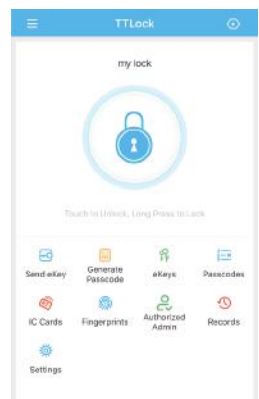 TTLock
my lock
Touch to Unlock, Long Press to Lock
Send eKey
Generate
Passcode
eKeys
Passcodes
IC Cards
Fingerprints
Authorized
Admin
Records
Settings